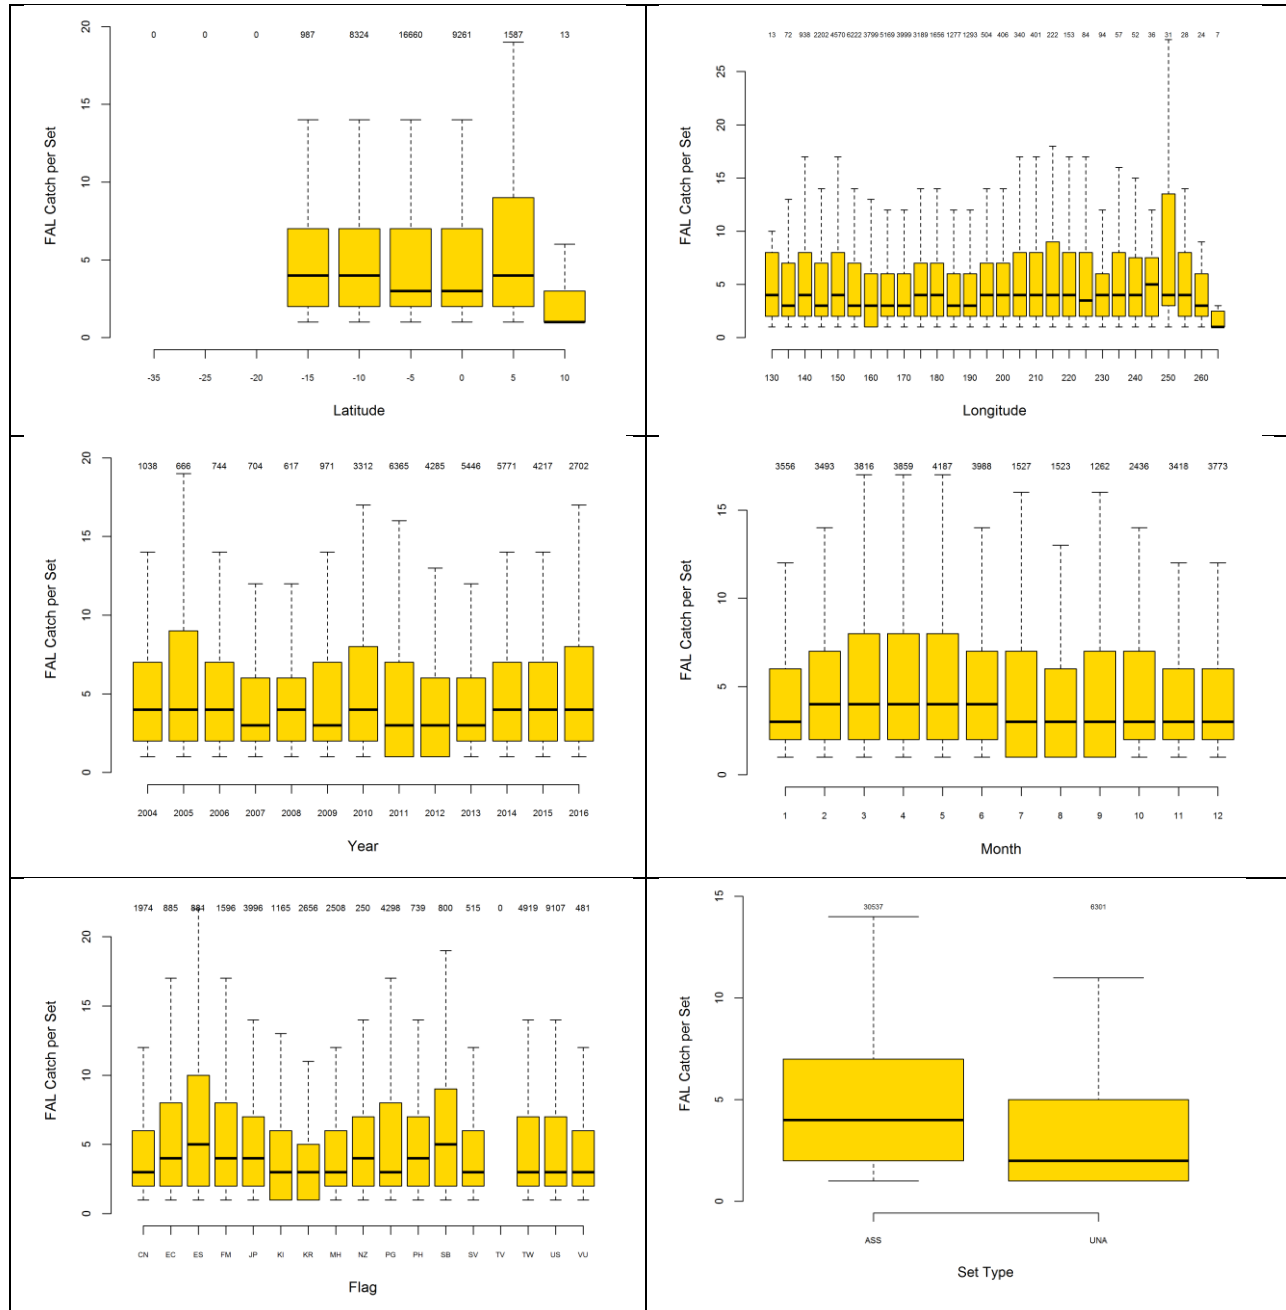 0 0 0 987 8324 16660 9261 1587 13
20
15
10
5
0
FAL Catch per Set
-35 -25 -20 -15 -10 -5 0 5 10
Latitude
13 72 938 2202 4570 6222 3799 5169 3999 3189 1656 1277 1293 504 406 340 401 222 153 84 94 57 52 36 31 28 24 7
25
20
15
10
5
0
FAL Catch per Set
130 140 150 160 170 180 190 200 210 220 230 240 250 260
Longitude
1038 666 744 704 617 971 3312 6365 4285 5446 5771 4217 2702
20
15
10
5
0
FAL Catch per Set
2004 2005 2006 2007 2008 2009 2010 2011 2012 2013 2014 2015 2016
Year
3556 3493 3816 3859 4187 3988 1527 1523 1262 2436 3418 3773
15
10
5
0
FAL Catch per Set
1 2 3 4 5 6 7 8 9 10 11 12
Month
1974 885 884 1596 3996 1165 2656 2508 250 4298 739 800 515 0 4919 9107 481
20
15
10
5
0
FAL Catch per Set
CN EC ES FM JP KI KR MH NZ PG PH SB SV TV TW US VU
Flag
30537 6301
15
10
5
0
FAL Catch per Set
ASS UNA
Set Type